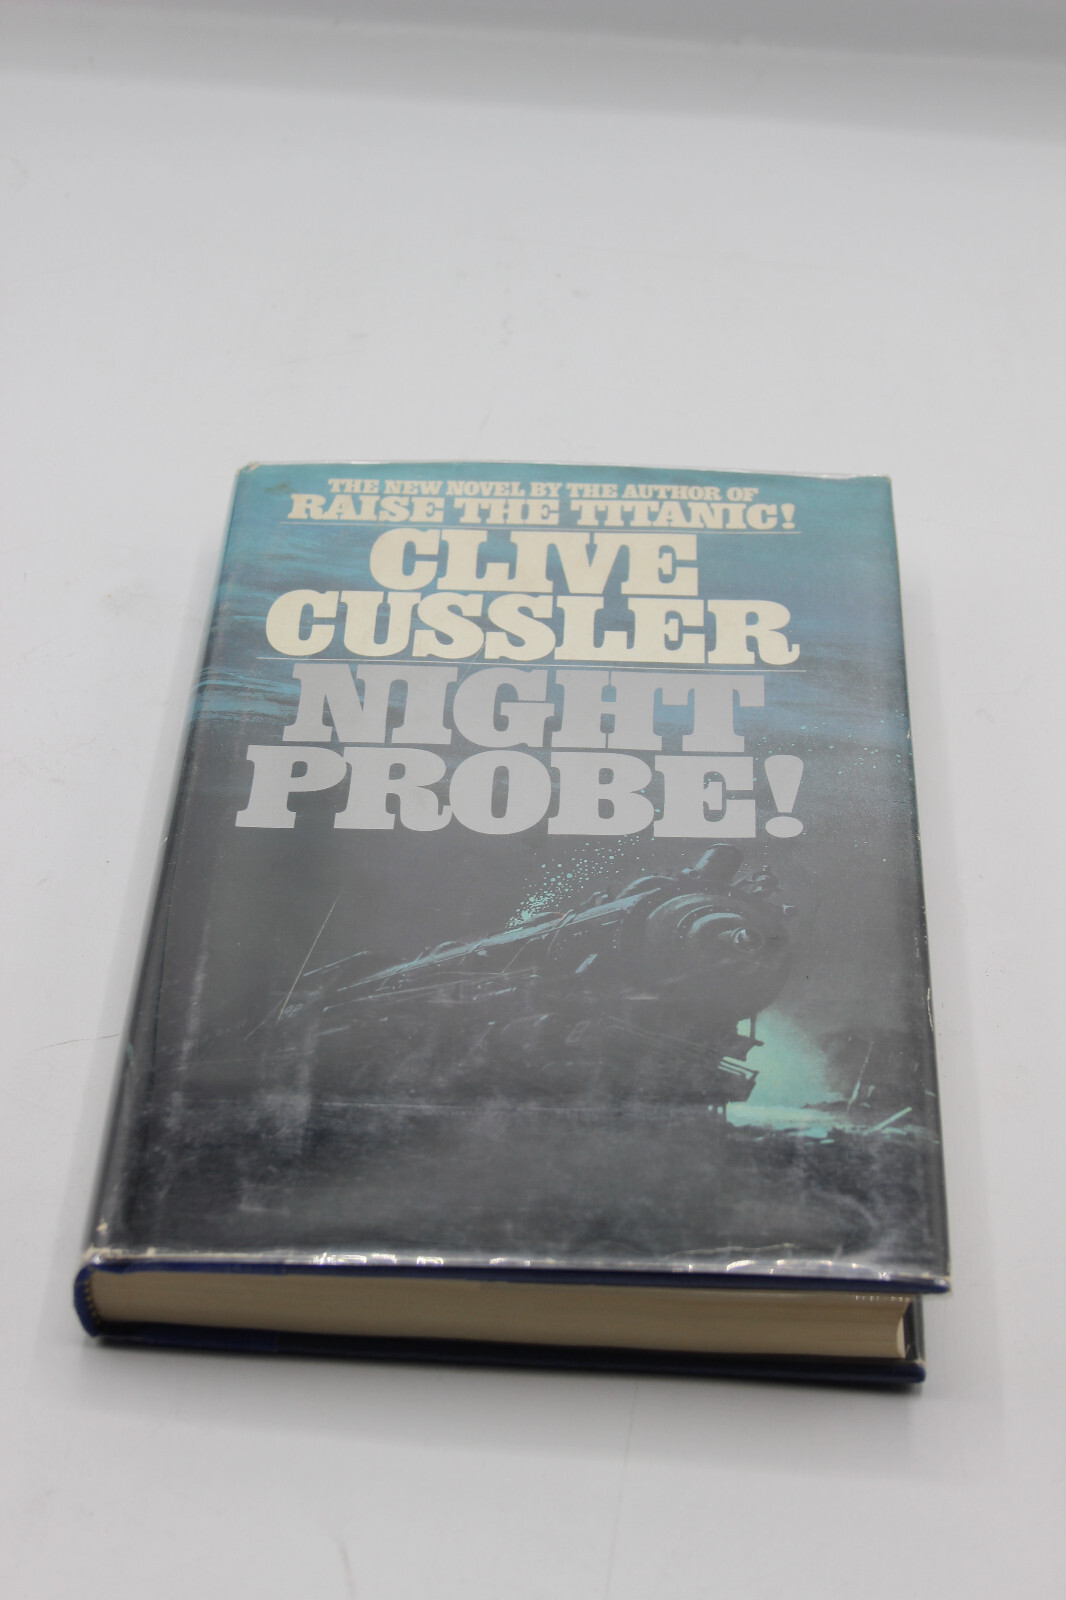 THE NEW NOVEL BY THE AUTHOR OF
RAISE THE TITANIC!
CLIVE
CUSSLER
NIGHT
PROBE!